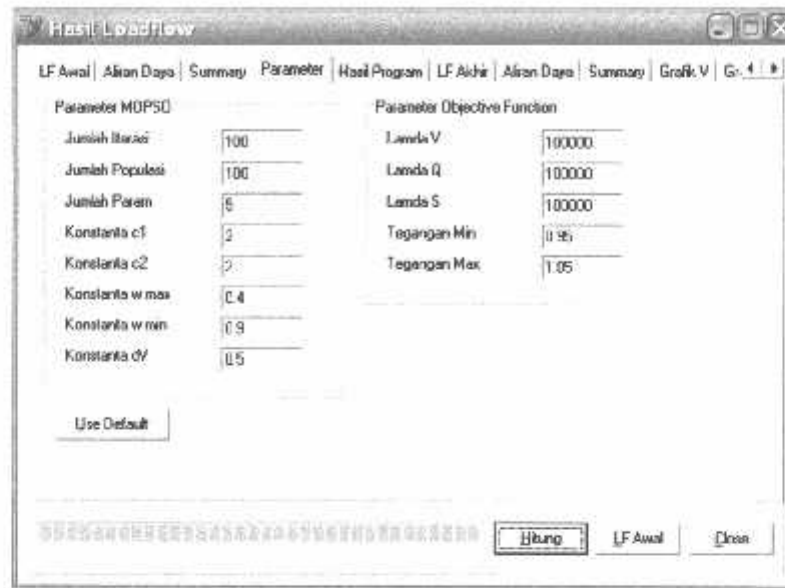 Hasil Loadflow
LF Awal Aliran Daya Summary Parameter Hasil Program LF Akhir Aliran Daya Summary Grafik V
Parameter MOPSO
Jumlah Iterasi 100
Jumlah Populasi 100
Jumlah Param 5
Konstanta c1 2
Konstanta c2 2
Konstanta w max 0.4
Konstanta w min 0.9
Konstanta dV 0.5
Use Default
Parameter Objective Function
Lamda V 100000
Lamda Q 100000
Lamda S 100000
Tegangan Min 0.95
Tegangan Max 1.05
Hitung LF Awal Close